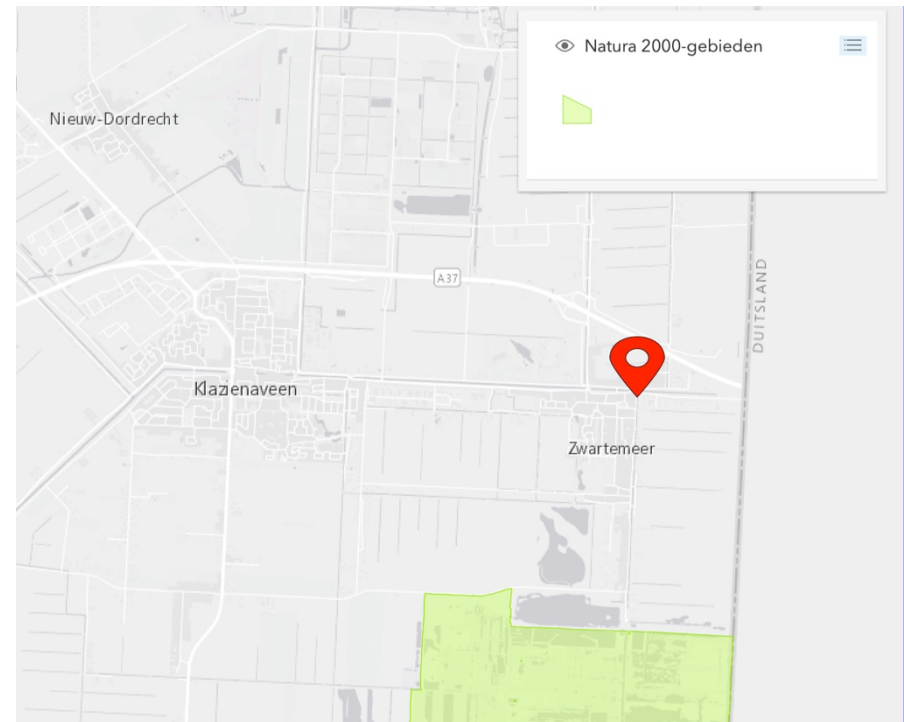 Natura 2000-gebieden
Nieuw-Dordrecht
A37
DUITSLAND
Klazienaveen
Zwartemeer